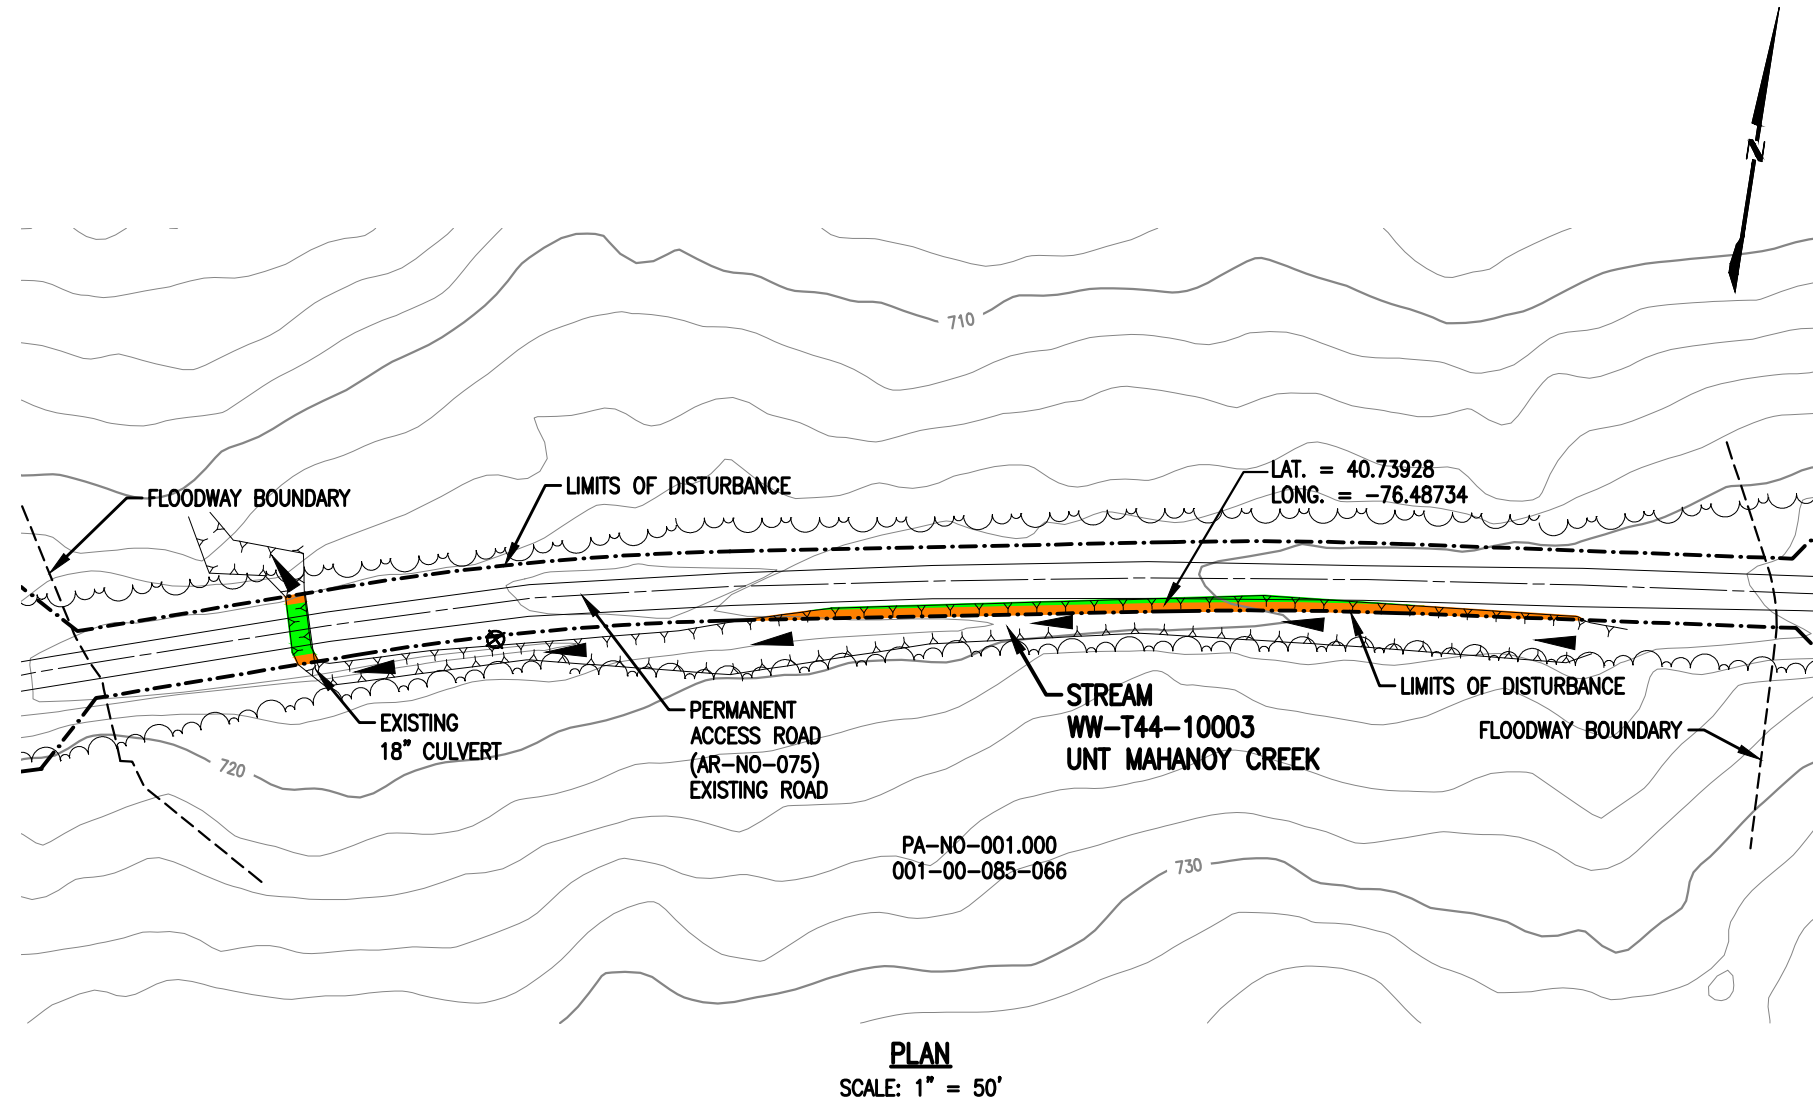 N
710
LAT. = 40.73928
LONG. = -76.48734
LIMITS OF DISTURBANCE
FLOODWAY BOUNDARY
LIMITS OF DISTURBANCE
STREAM
WW-T44-10003
UNT MAHANOY CREEK
FLOODWAY BOUNDARY
PERMANENT
ACCESS ROAD
(AR-NO-075)
EXISTING ROAD
EXISTING
18" CULVERT
720
PA-NO-001.000
001-00-085-066
730
PLAN
SCALE: 1" = 50'